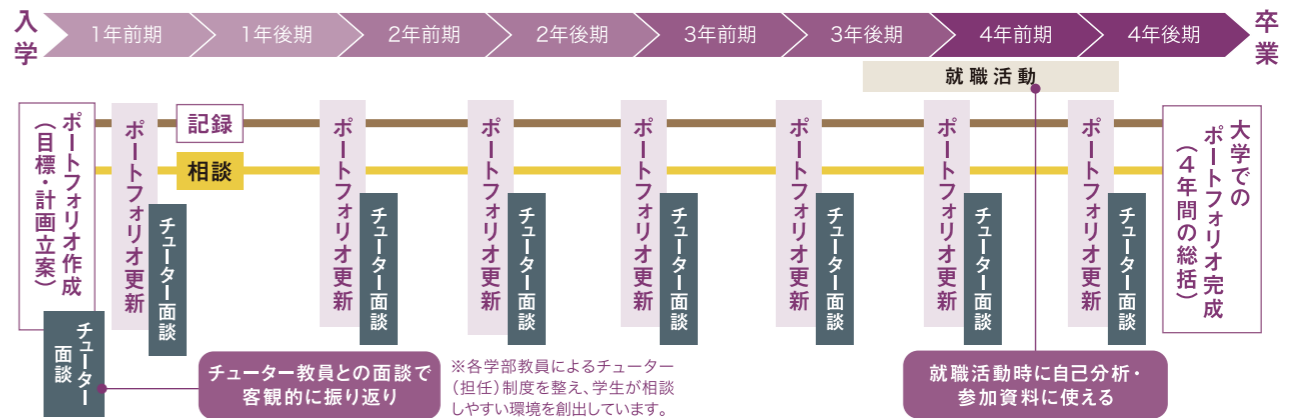 入学
1年前期
1年後期
2年前期
2年後期
3年前期
3年後期
4年前期
4年後期
卒業
就職活動
ポートフォリオ作成
（目標・計画立案）
チューター
面談
記録
相談
ポートフォリオ更新
チューター面談
ポートフォリオ更新
チューター面談
ポートフォリオ更新
チューター面談
ポートフォリオ更新
チューター面談
ポートフォリオ更新
チューター面談
ポートフォリオ更新
チューター面談
ポートフォリオ更新
チューター面談
大学での
ポートフォリオ完成
（４年間の総括）
チューター教員との面談で
客観的に振り返り
※各学部教員によるチューター
（担任）制度を整え、学生が相談
しやすい環境を創出しています。
就職活動時に自己分析・
参加資料に使える